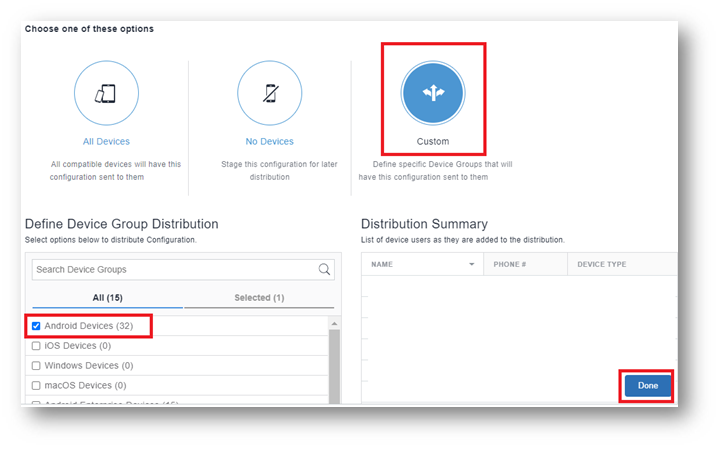 Choose one of these options
All Devices
No Devices
Custom
All compatible devices will have this
configuration sent to them
Stage this configuration for later
distribution
Define specific Device Groups that will
have this configuration sent to them
Define Device Group Distribution
Select options below to distribute Configuration.
Search Device Groups
All (15)
Selected (1)
Android Devices (32)
iOS Devices (0)
Windows Devices (0)
macOS Devices (0)
Android Enterprise Devices (15)
Distribution Summary
List of device users as they are added to the distribution.
NAME
PHONE #
DEVICE TYPE
Done